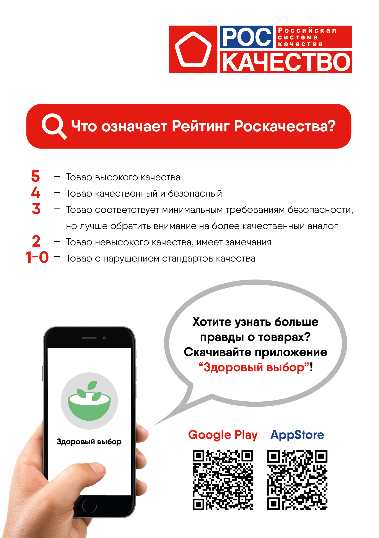 РОС
Российская
система
качества
КАЧЕСТВО
Что означает Рейтинг Роскачества?
5 – Товар высокого качества
4 – Товар качественный и безопасный
3 – Товар соответствует минимальным требованиям безопасности,
но лучше обратить внимание на более качественный аналог
2 – Товар невысокого качества, имеет замечания
1-0 – Товар с нарушением стандартов качества
Хотите узнать больше
правды о товарах?
Скачивайте приложение
"Здоровый выбор"!
Здоровый выбор
Google Play AppStore